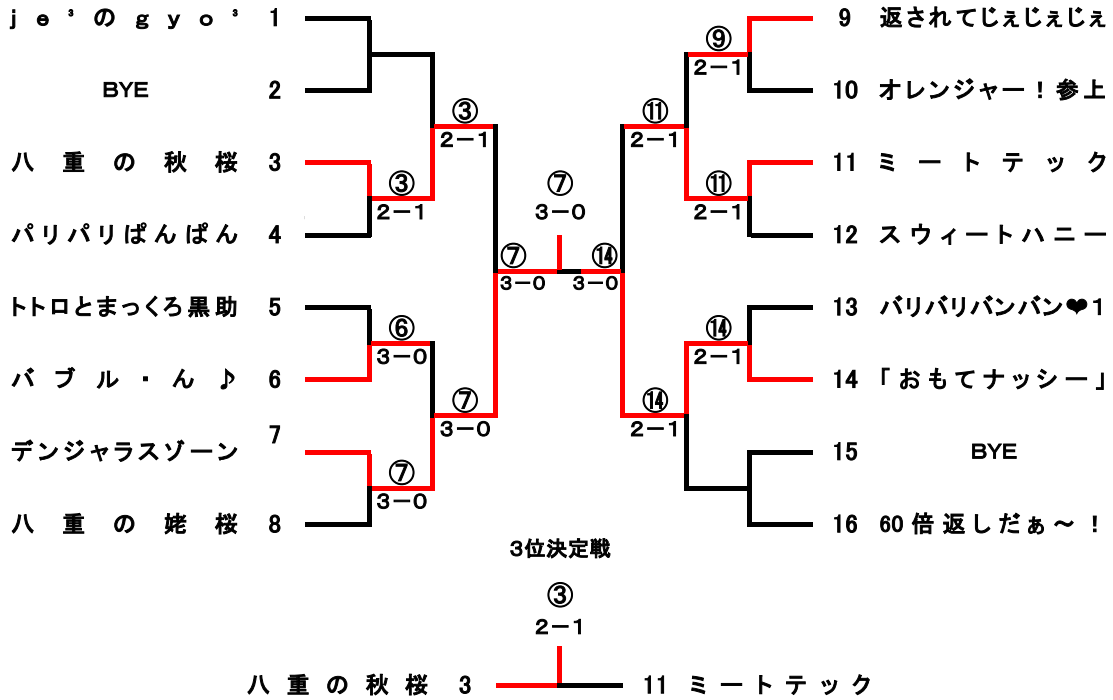 je³のgyo³ 1
⑨
9 返されてじぇじぇじぇ
2-1
BYE 2
10 オレンジャー!参上
③
2-1
⑪
2-1
八重の秋桜 3
11 ミートテック
③
2-1
⑦
3-0
⑪
2-1
パリパリぱんぱん 4
12 スウィートハニー
⑦
3-0
⑭
3-0
トトロとまっくろ黒助 5
13 バリバリバンバン❤1
⑥
3-0
⑭
2-1
バブル・ん♪ 6
14 「おもてナッシー」
⑦
3-0
⑭
2-1
デンジャラスゾーン 7
15 BYE
⑦
3-0
八重の姥桜 8
16 60倍返しだぁ~!
3位決定戦
③
2-1
八重の秋桜 3
11 ミートテック